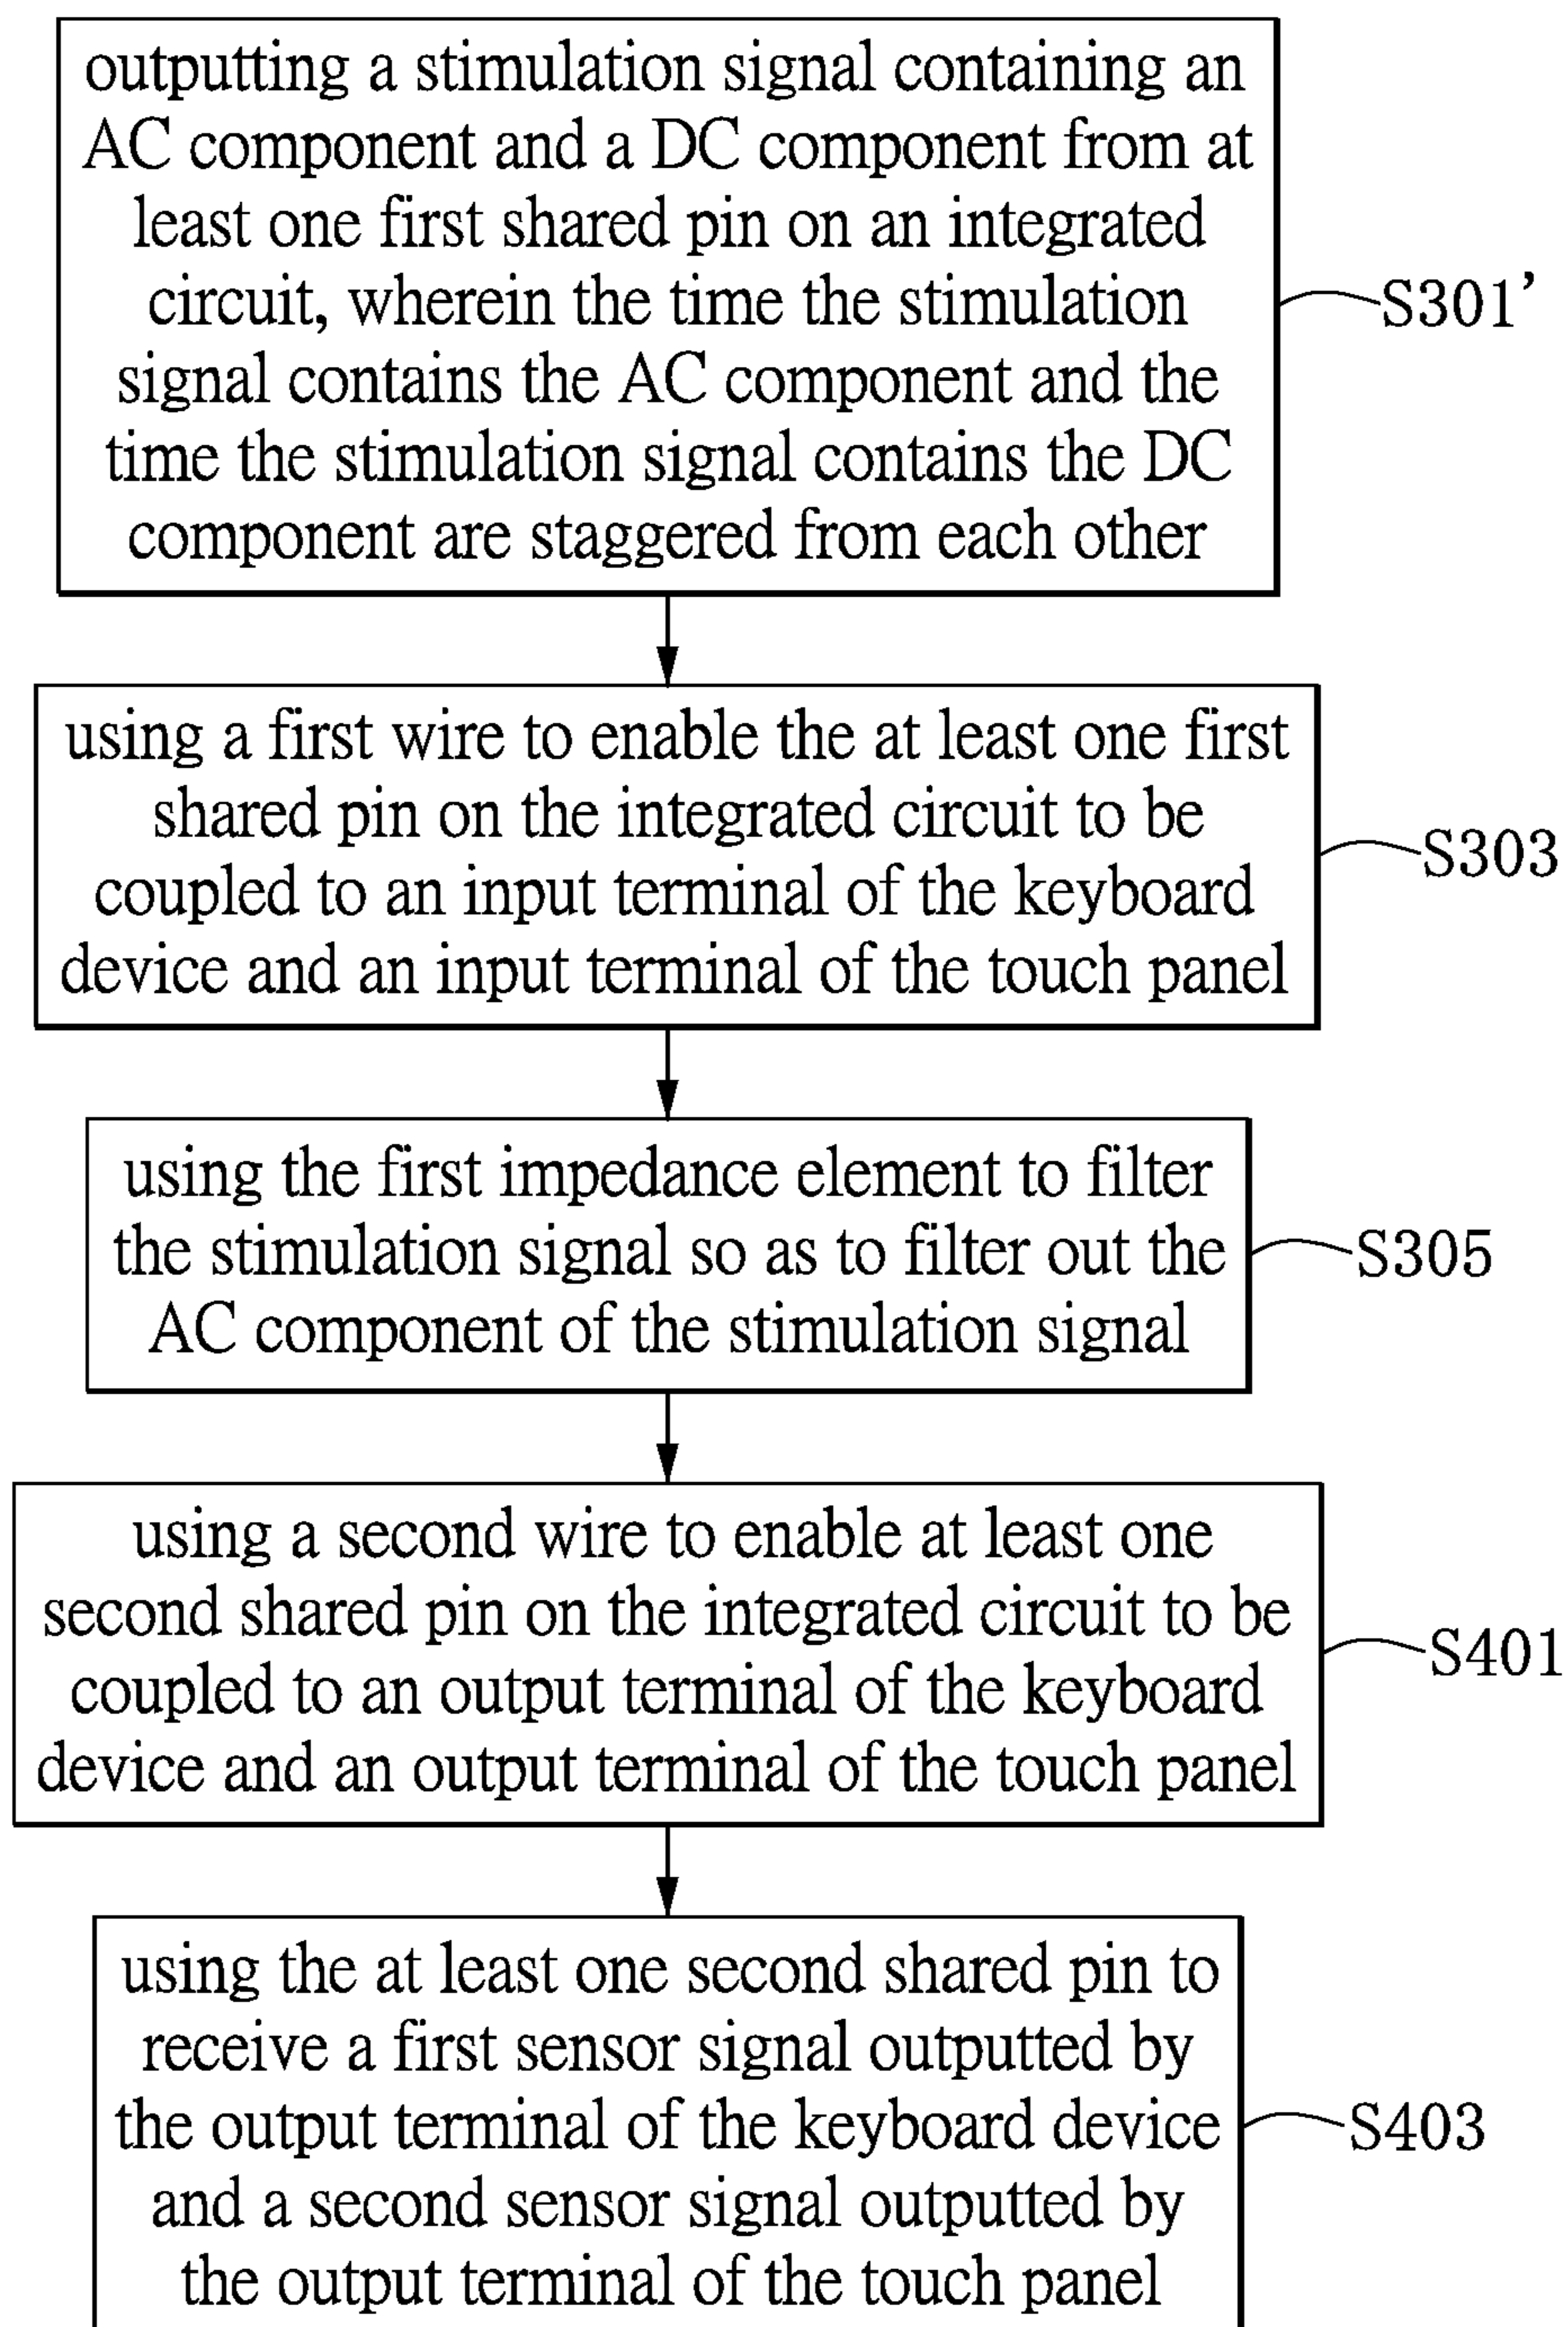 outputting a stimulation signal containing an
AC component and a DC component from at
least one first shared pin on an integrated
circuit, wherein the time the stimulation
signal contains the AC component and the
time the stimulation signal contains the DC
component are staggered from each other
S301’
using a first wire to enable the at least one first
shared pin on the integrated circuit to be
coupled to an input terminal of the keyboard
device and an input terminal of the touch panel
S303
using the first impedance element to filter
the stimulation signal so as to filter out the
AC component of the stimulation signal
S305
using a second wire to enable at least one
second shared pin on the integrated circuit to be
coupled to an output terminal of the keyboard
device and an output terminal of the touch panel
S401
using the at least one second shared pin to
receive a first sensor signal outputted by
the output terminal of the keyboard device
and a second sensor signal outputted by
the output terminal of the touch panel
S403